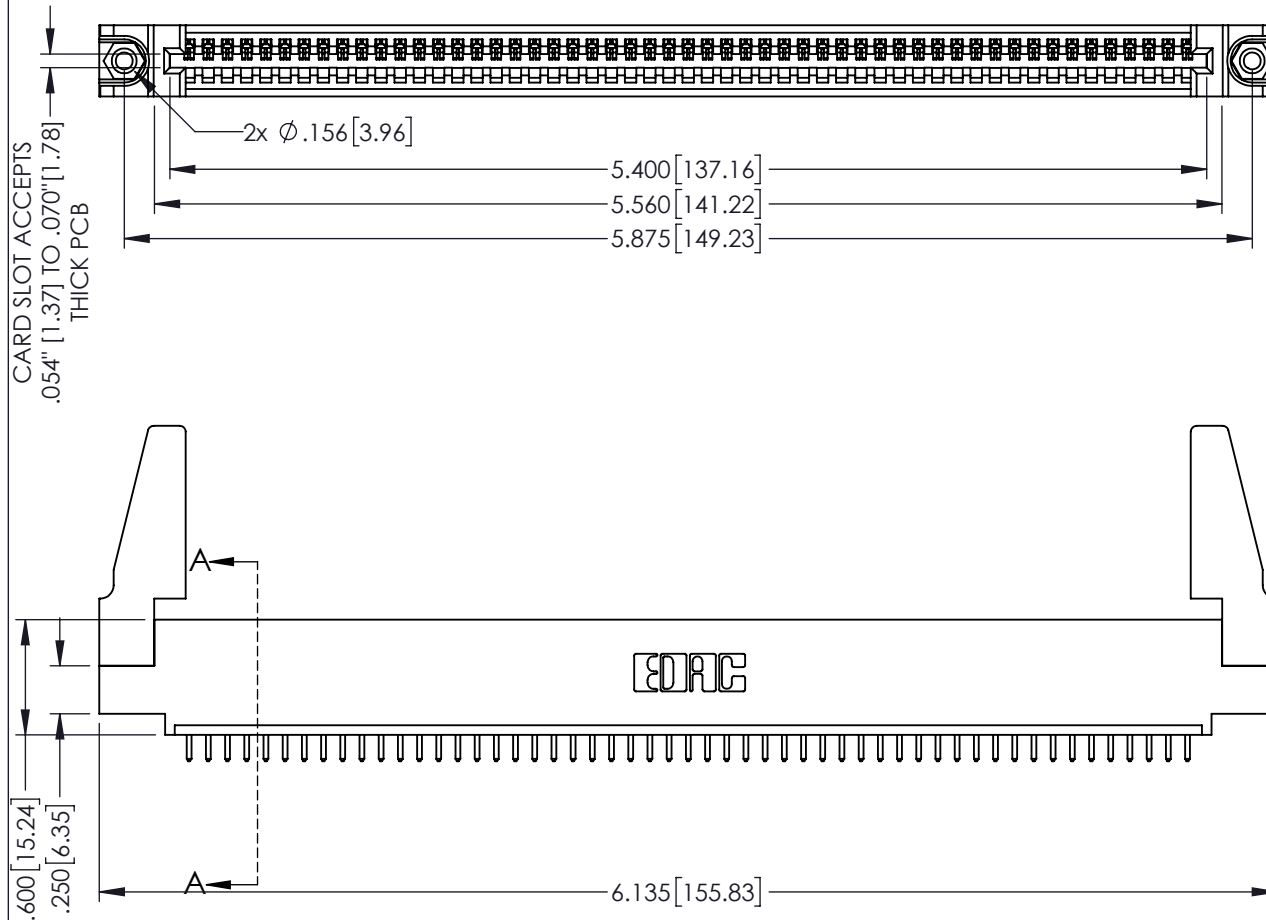 2x ∅.156[3.96]
5.400[137.16]
5.560[141.22]
5.875[149.23]
CARD SLOT ACCEPTS
.054" [1.37] TO .070"[1.78]
THICK PCB
A
EDAC
.600[15.24]
.250[6.35]
A
6.135[155.83]